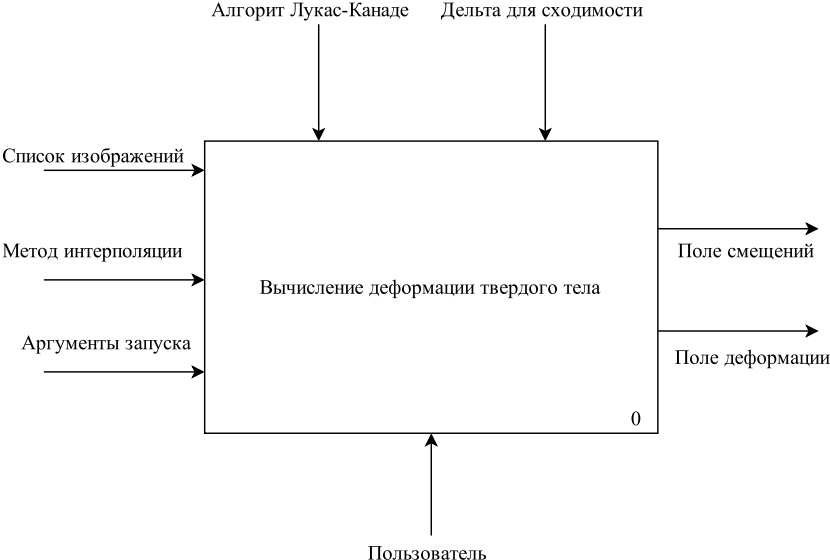 Алгорит Лукас-Канаде
Дельта для сходимости
Список изображений
Метод интерполяции
Аргументы запуска
Вычисление деформации твердого тела
0
Поле смещений
Поле деформации
Пользователь